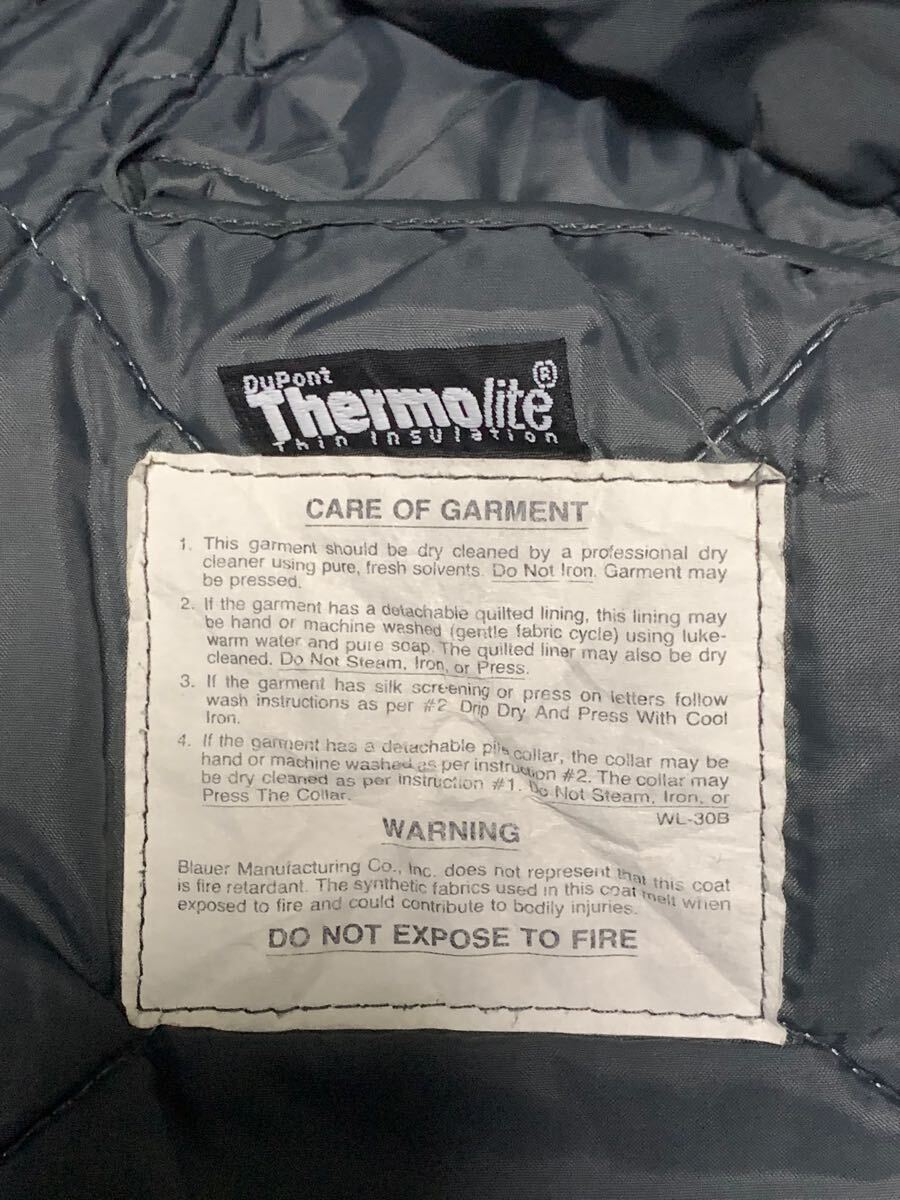 DuPont
Thermolite®
Thin Insulation
CARE OF GARMENT
1. This garment should be dry cleaned by a professional dry
cleaner using pure, fresh solvents. Do Not Iron. Garment may
be pressed.
2. If the garment has a detachable quilted lining, this lining may
be hand or machine washed (gentle fabric cycle) using luke-
warm water and pure soap. The quilted liner may also be dry
cleaned. Do Not Steam, Iron, or Press.
3. If the garment has silk screening or press on letters follow
wash instructions as per #2. Drip Dry And Press With Cool
Iron.
4. If the garment has a detachable pile collar, the collar may be
hand or machine washed as per instruction #2. The collar may
be dry cleaned as per instruction #1. Do Not Steam, Iron, or
Press The Collar.
WL-30B
WARNING
Blauer Manufacturing Co., Inc. does not represent that this coat
is fire retardant. The synthetic fabrics used in this coat melt when
exposed to fire and could contribute to bodily injuries.
DO NOT EXPOSE TO FIRE